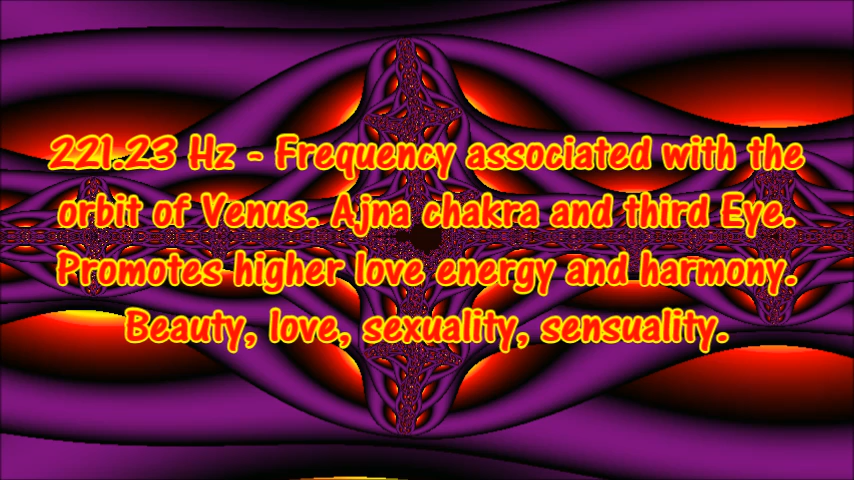 221.23 Hz - Frequency associated with the
orbit of Venus. Ajna chakra and third Eye.
Promotes higher love energy and harmony.
Beauty, love, sexuality, sensuality.